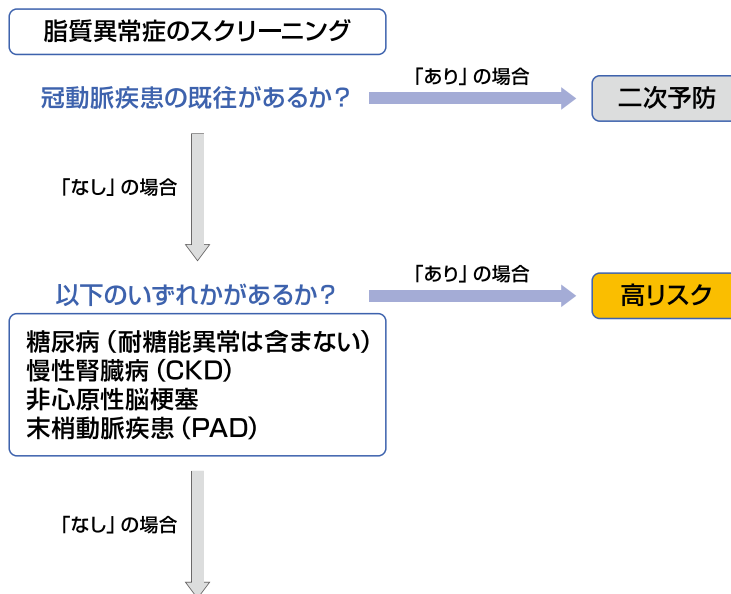 脂質異常症のスクリーニング
冠動脈疾患の既往があるか？
「あり」の場合
二次予防
「なし」の場合
以下のいずれかがあるか？
「あり」の場合
高リスク
糖尿病（耐糖能異常は含まない）
慢性腎臓病（CKD）
非心原性脳梗塞
末梢動脈疾患（PAD）
「なし」の場合